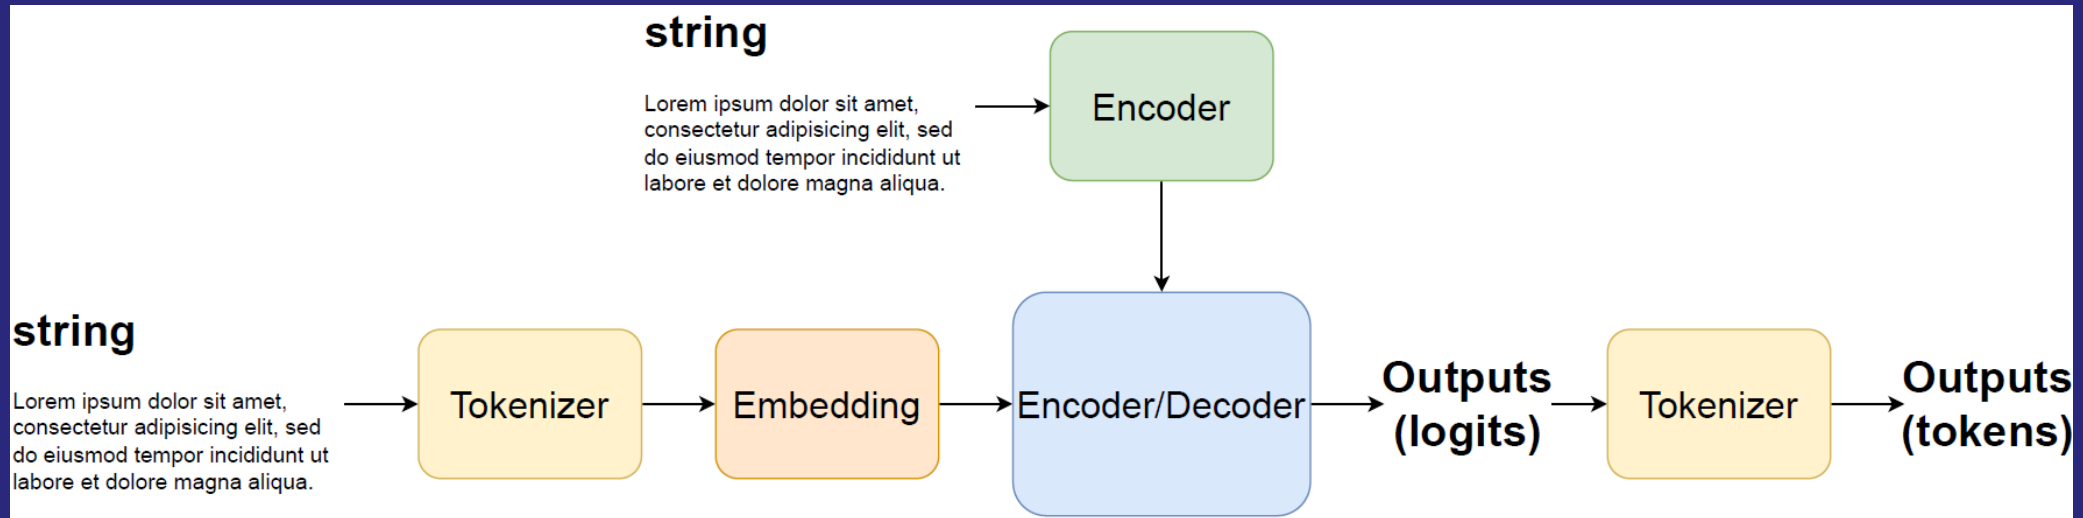 string
Lorem ipsum dolor sit amet,
consectetur adipisicing elit, sed
do eiusmod tempor incididunt ut
labore et dolore magna aliqua.
Encoder
string
Lorem ipsum dolor sit amet,
consectetur adipisicing elit, sed
do eiusmod tempor incididunt ut
labore et dolore magna aliqua.
Tokenizer
Embedding
Encoder/Decoder
Outputs
(logits)
Tokenizer
Outputs
(tokens)